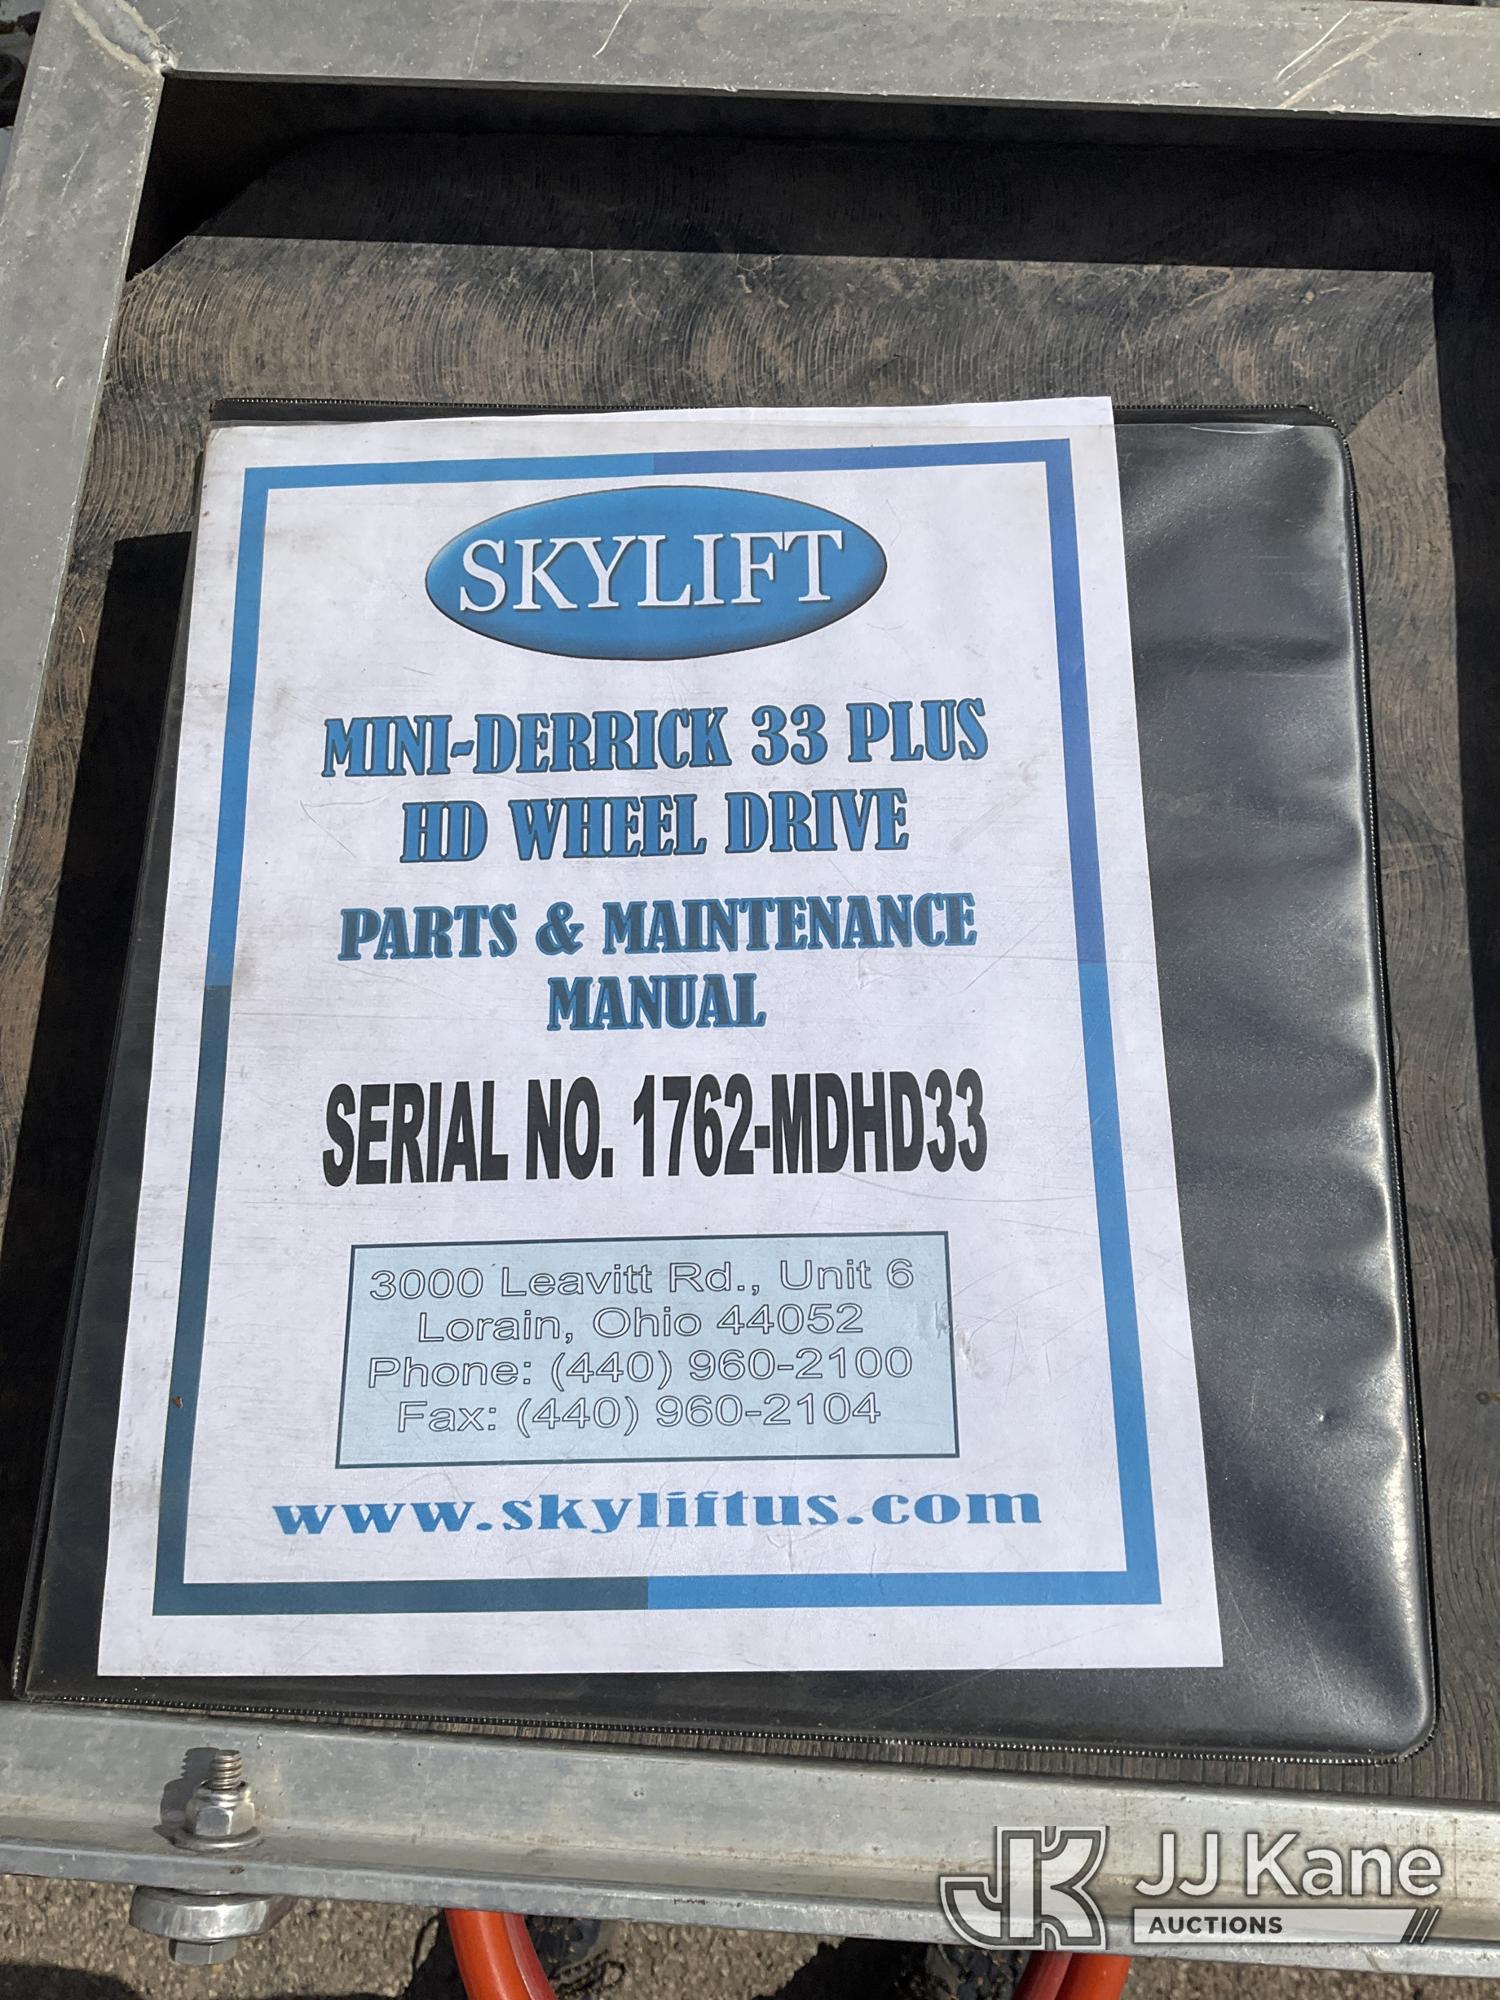 SKYLIFT
MINI-DERRICK 33 PLUS
HD WHEEL DRIVE
PARTS & MAINTENANCE
MANUAL
SERIAL NO. 1762-MDHD33
3000 Leavitt Rd., Unit 6
Lorain, Ohio 44052
Phone: (440) 960-2100
Fax: (440) 960-2104
www.skyliftus.com
JK JJ Kane
AUCTIONS